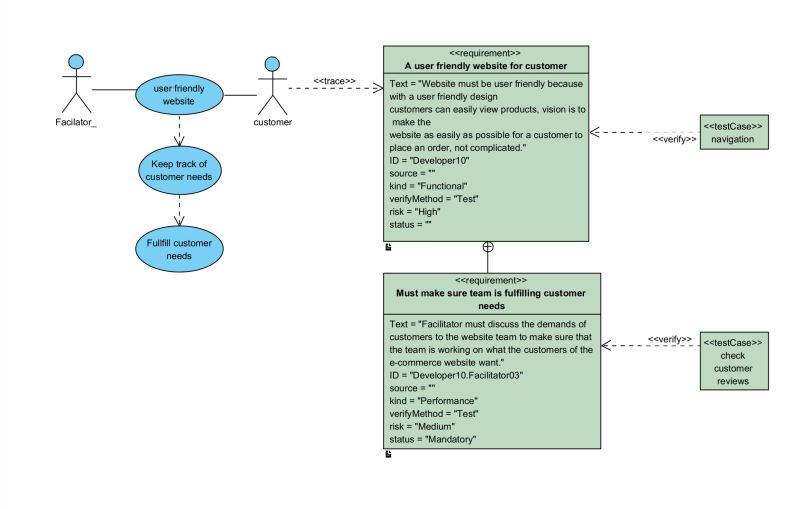 Facilator_
user friendly
website
customer
Keep track of
customer needs
Fullfill customer
needs
<<trace>>
<<requirement>>
A user friendly website for customer
Text = "Website must be user friendly because
with a user friendly design
customers can easily view products, vision is to
make the
website as easily as possible for a customer to
place an order, not complicated."
ID = "Developer10"
source = ""
kind = "Functional"
verifyMethod = "Test"
risk = "High"
status = ""
<<verify>>
<<testCase>>
navigation
<<requirement>>
Must make sure team is fulfilling customer
needs
Text = "Facilitator must discuss the demands of
customers to the website team to make sure that
the team is working on what the customers of the
e-commerce website want."
ID = "Developer10.Facilitator03"
source = ""
kind = "Performance"
verifyMethod = "Test"
risk = "Medium"
status = "Mandatory"
<<verify>>
<<testCase>>
check
customer
reviews